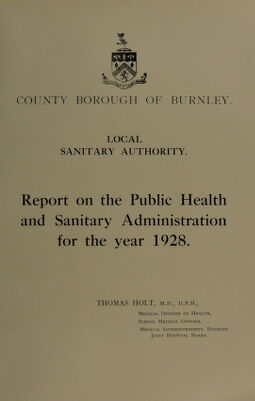 COUNTY BOROUGH OF BURNLEY.
LOCAL
SANITARY AUTHORITY.
Report on the Public Health
and Sanitary Administration
for the year 1928.
THOMAS HOLT, M.D., D.P.H.,
Medical Officer of Health,
School Medical Officer,
Medical Superintendent, Burnley
Joint Hospital Board